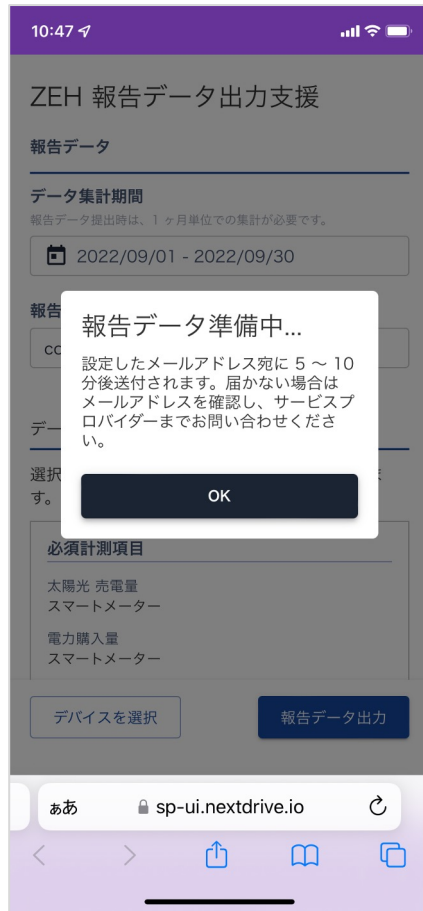 10:47
ZEH 報告データ出力支援
報告データ
データ集計期間
報告データ提出時は、1 ヶ月単位での集計が必要です。
2022/09/01 - 2022/09/30
報告
報告データ準備中...
設定したメールアドレス宛に 5 ～ 10
分後送付されます。届かない場合は
メールアドレスを確認し、サービスプ
ロバイダーまでお問い合わせくださ
い。
OK
デー
選択
す。
必須計測項目
太陽光 売電量
スマートメーター
電力購入量
スマートメーター
デバイスを選択
報告データ出力
ぁあ
sp-ui.nextdrive.io